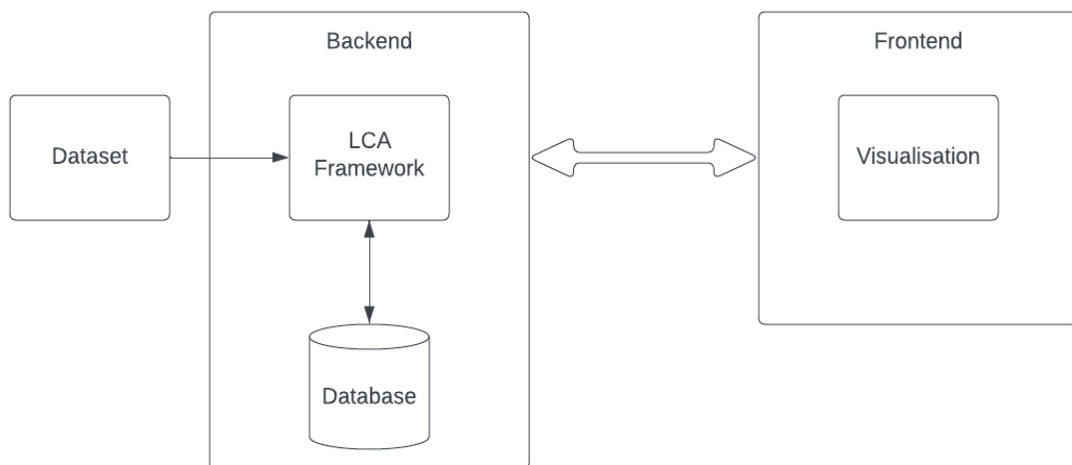 Backend
Frontend
Dataset
LCA
Framework
Visualisation
Database